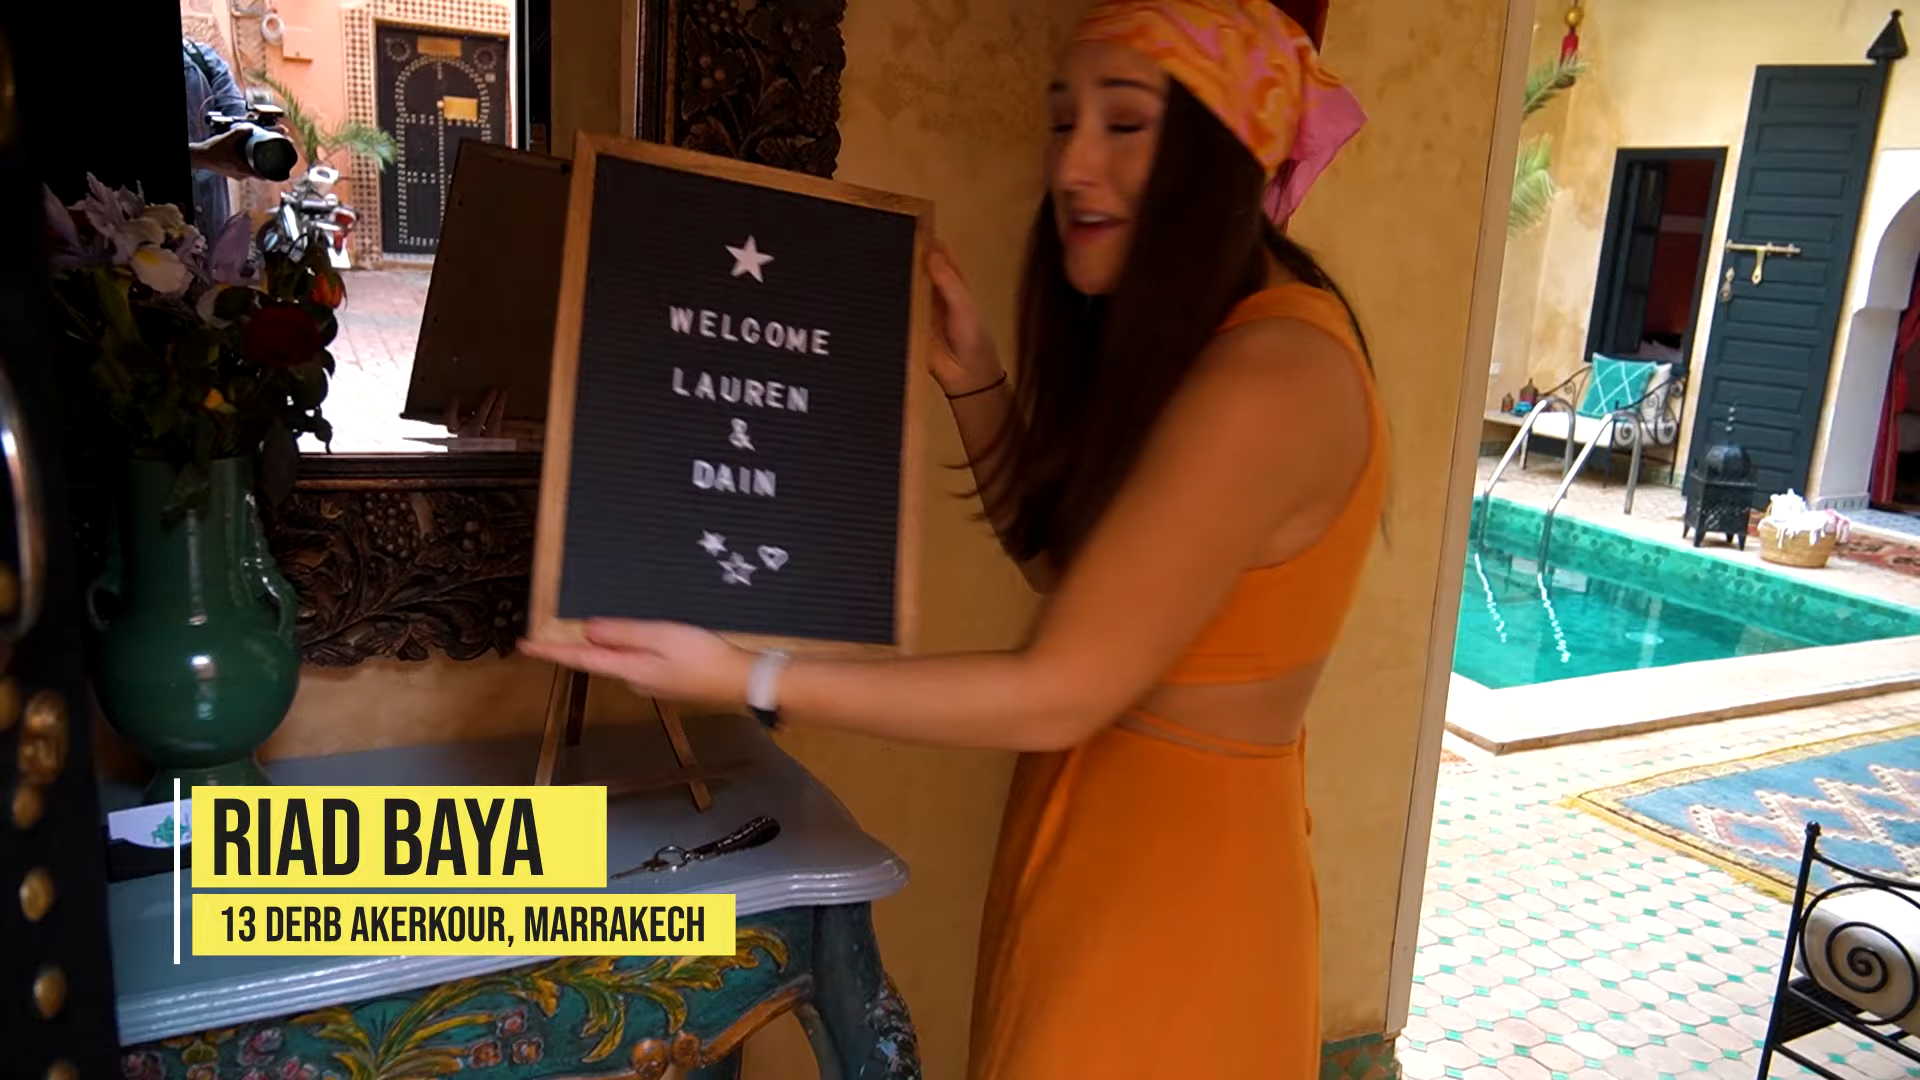 WELCOME
LAUREN
&
DAIN
RIAD BAYA
13 DERB AKERKOUR, MARRAKECH